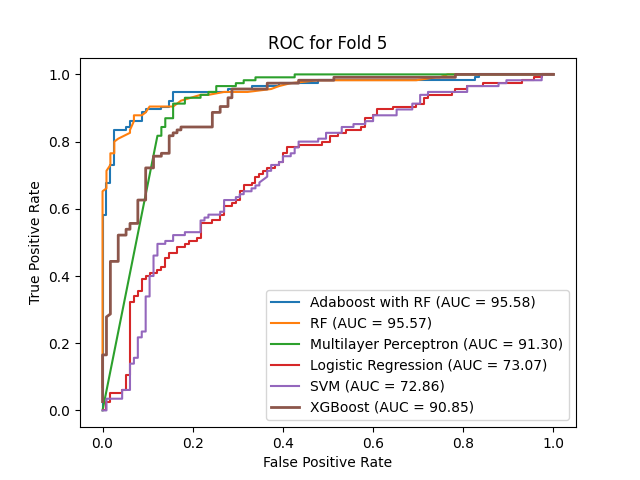 ROC for Fold 5
True Positive Rate
1.0
0.8
0.6
0.4
0.2
0.0
Adaboost with RF (AUC = 95.58)
RF (AUC = 95.57)
Multilayer Perceptron (AUC = 91.30)
Logistic Regression (AUC = 73.07)
SVM (AUC = 72.86)
XGBoost (AUC = 90.85)
0.0 0.2 0.4 0.6 0.8 1.0
False Positive Rate